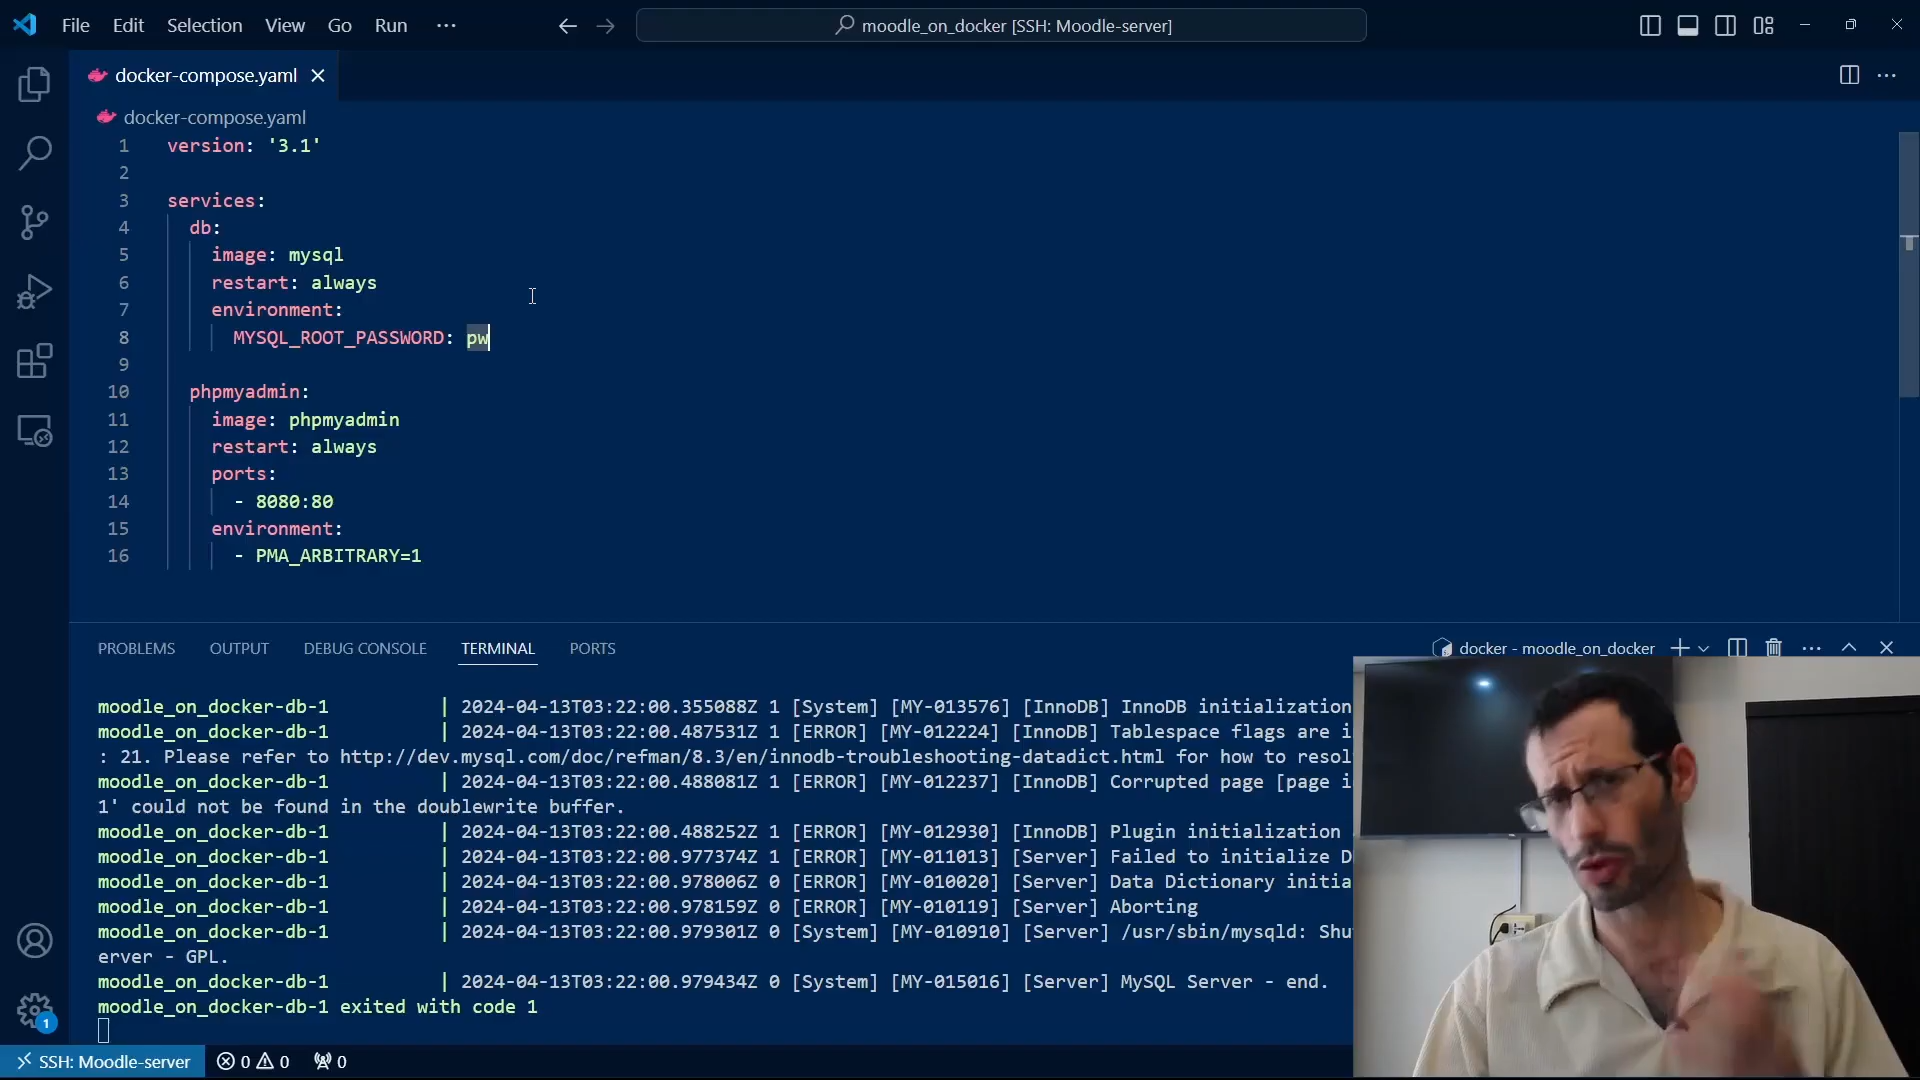 File Edit Selection View Go Run ··· moodle_on_docker [SSH: Moodle-server]
docker-compose.yaml
docker-compose.yaml
1 version: '3.1'
2
3 services:
4 db:
5 image: mysql
6 restart: always
7 environment:
8 MYSQL_ROOT_PASSWORD: pw
9
10 phpmyadmin:
11 image: phpmyadmin
12 restart: always
13 ports:
14 - 8080:80
15 environment:
16 - PMA_ARBITRARY=1
PROBLEMS OUTPUT DEBUG CONSOLE TERMINAL PORTS docker - moodle_on_docker
moodle_on_docker-db-1 | 2024-04-13T03:22:00.355088Z 1 [System] [MY-013576] [InnoDB] InnoDB initialization
moodle_on_docker-db-1 | 2024-04-13T03:22:00.487531Z 1 [ERROR] [MY-012224] [InnoDB] Tablespace flags are i
: 21. Please refer to http://dev.mysql.com/doc/refman/8.3/en/innodb-troubleshooting-datadict.html for how to resol
moodle_on_docker-db-1 | 2024-04-13T03:22:00.488081Z 1 [ERROR] [MY-012237] [InnoDB] Corrupted page [page i
1' could not be found in the doublewrite buffer.
moodle_on_docker-db-1 | 2024-04-13T03:22:00.488252Z 1 [ERROR] [MY-012930] [InnoDB] Plugin initialization
moodle_on_docker-db-1 | 2024-04-13T03:22:00.977374Z 1 [ERROR] [MY-011013] [Server] Failed to initialize D
moodle_on_docker-db-1 | 2024-04-13T03:22:00.978006Z 0 [ERROR] [MY-010020] [Server] Data Dictionary initia
moodle_on_docker-db-1 | 2024-04-13T03:22:00.978159Z 0 [ERROR] [MY-010119] [Server] Aborting
moodle_on_docker-db-1 | 2024-04-13T03:22:00.979301Z 0 [System] [MY-010910] [Server] /usr/sbin/mysqld: Shu
erver - GPL.
moodle_on_docker-db-1 | 2024-04-13T03:22:00.979434Z 0 [System] [MY-015016] [Server] MySQL Server - end.
moodle_on_docker-db-1 exited with code 1
1
SSH: Moodle-server 0 0 0